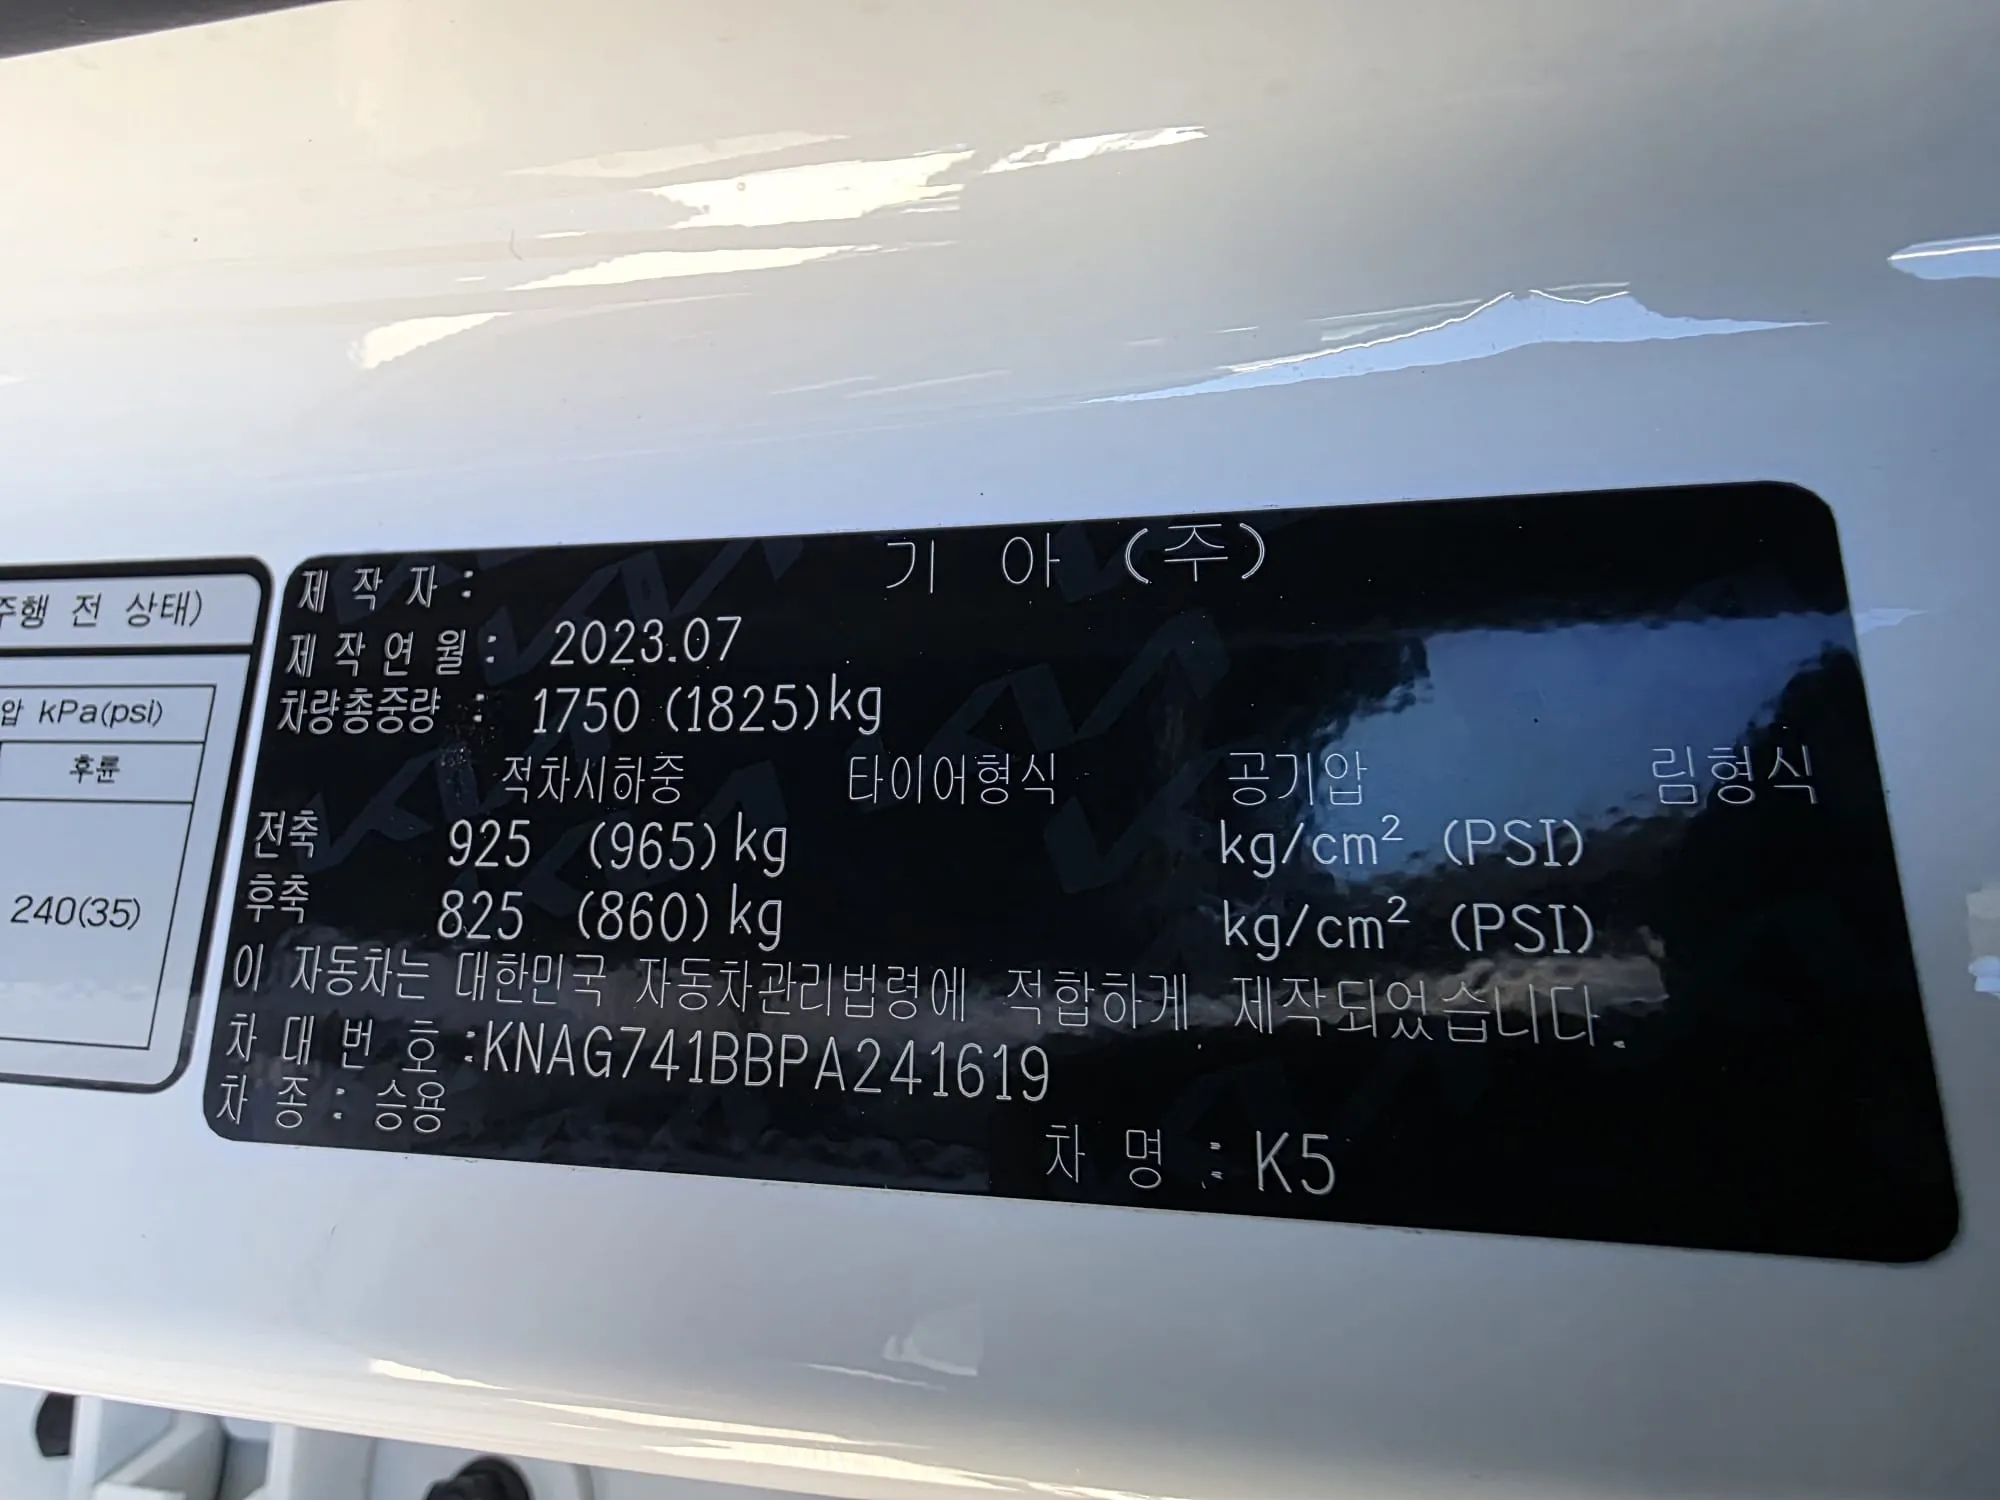 주행 전 상태)
압 kPa(psi)
후륜
240(35)
제 작 자 : 기 아 (주)
제 작 연 월 : 2023.07
차량총중량 : 1750 (1825)kg
적차시하중 타이어형식 공기압 림형식
전축 925 (965)kg kg/cm² (PSI)
후축 825 (860)kg kg/cm² (PSI)
이 자동차는 대한민국 자동차관리법령에 적합하게 제작되었습니다.
차 대 번 호 :KNAG741BBPA241619
차 종 : 승용
차 명 : K5